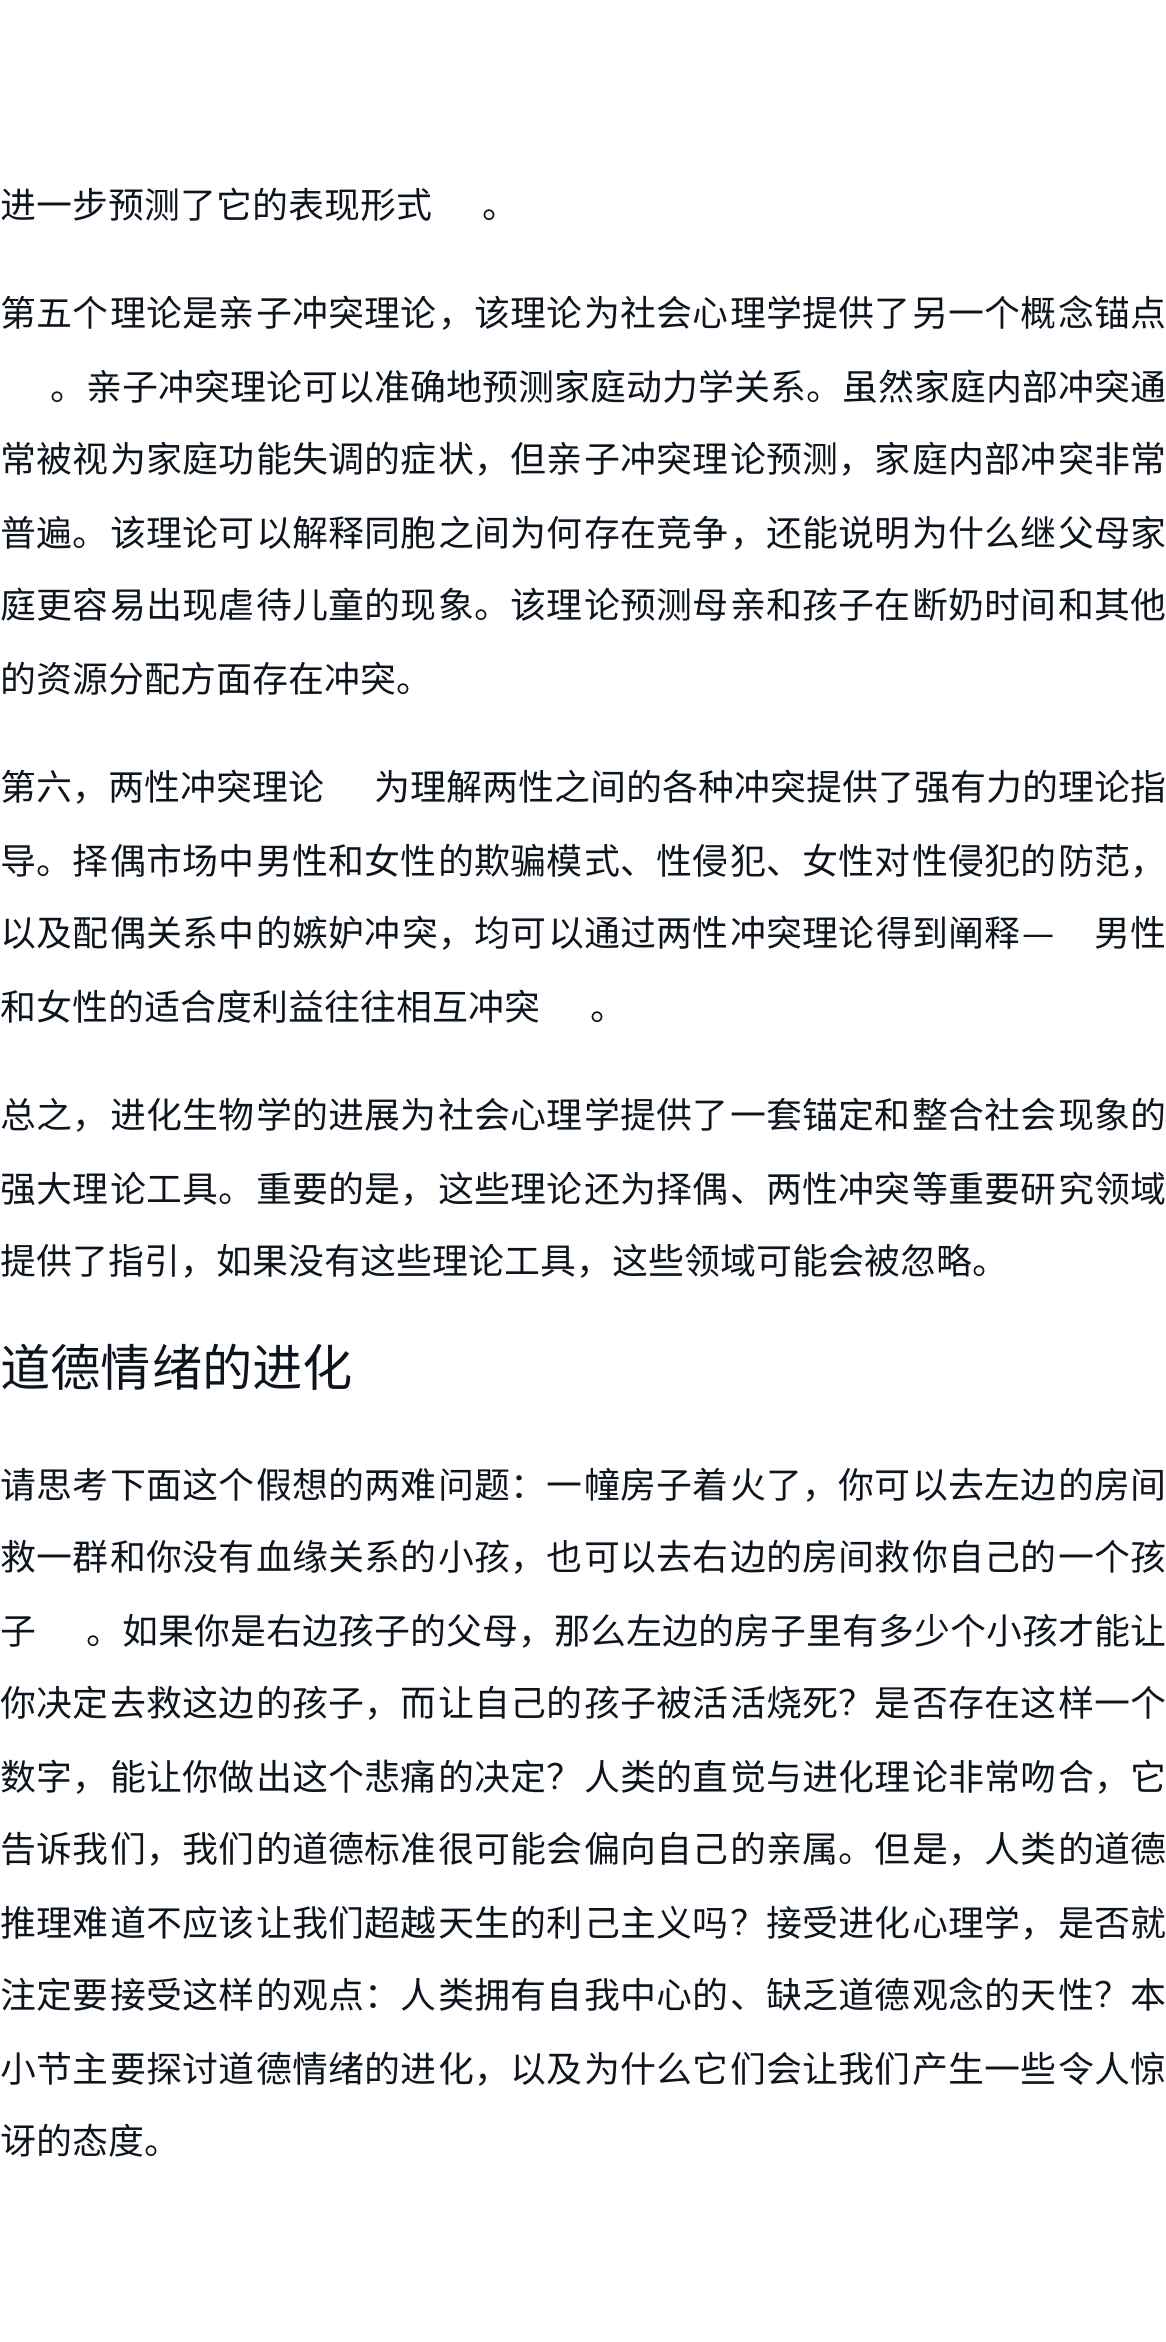 进一步预测了它的表现形式 。
第五个理论是亲子冲突理论，该理论为社会心理学提供了另一个概念锚点
。亲子冲突理论可以准确地预测家庭动力学关系。虽然家庭内部冲突通
常被视为家庭功能失调的症状，但亲子冲突理论预测，家庭内部冲突非常
普遍。该理论可以解释同胞之间为何存在竞争，还能说明为什么继父母家
庭更容易出现虐待儿童的现象。该理论预测母亲和孩子在断奶时间和其他
的资源分配方面存在冲突。
第六，两性冲突理论 为理解两性之间的各种冲突提供了强有力的理论指
导。择偶市场中男性和女性的欺骗模式、性侵犯、女性对性侵犯的防范，
以及配偶关系中的嫉妒冲突，均可以通过两性冲突理论得到阐释— 男性
和女性的适合度利益往往相互冲突 。
总之，进化生物学的进展为社会心理学提供了一套锚定和整合社会现象的
强大理论工具。重要的是，这些理论还为择偶、两性冲突等重要研究领域
提供了指引，如果没有这些理论工具，这些领域可能会被忽略。
道德情绪的进化
请思考下面这个假想的两难问题：一幢房子着火了，你可以去左边的房间
救一群和你没有血缘关系的小孩，也可以去右边的房间救你自己的一个孩
子 。如果你是右边孩子的父母，那么左边的房子里有多少个小孩才能让
你决定去救这边的孩子，而让自己的孩子被活活烧死？是否存在这样一个
数字，能让你做出这个悲痛的决定？人类的直觉与进化理论非常吻合，它
告诉我们，我们的道德标准很可能会偏向自己的亲属。但是，人类的道德
推理难道不应该让我们超越天生的利己主义吗？接受进化心理学，是否就
注定要接受这样的观点：人类拥有自我中心的、缺乏道德观念的天性？本
小节主要探讨道德情绪的进化，以及为什么它们会让我们产生一些令人惊
讶的态度。